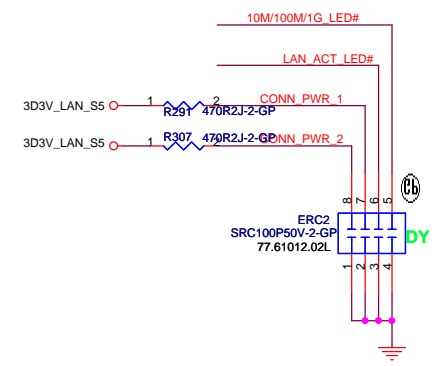 10M/100M/1G_LED#
LAN_ACT_LED#
3D3V_LAN_S5 1 2 CONN_PWR_1
R291 470R2J-2-GP
3D3V_LAN_S5 1 R307 2 470R2J-2-GP CONN_PWR_2
8 7 6 5
ERC2
SRC100P50V-2-GP
DY
77.61012.02L
1 2 3 4